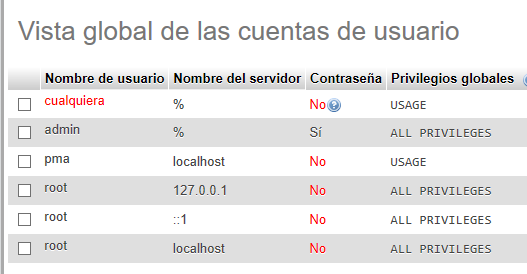 Vista global de las cuentas de usuario
Nombre de usuario Nombre del servidor Contraseña Privilegios globales
cualquiera % No USAGE
admin % Sí ALL PRIVILEGES
pma localhost No USAGE
root 127.0.0.1 No ALL PRIVILEGES
root ::1 No ALL PRIVILEGES
root localhost No ALL PRIVILEGES